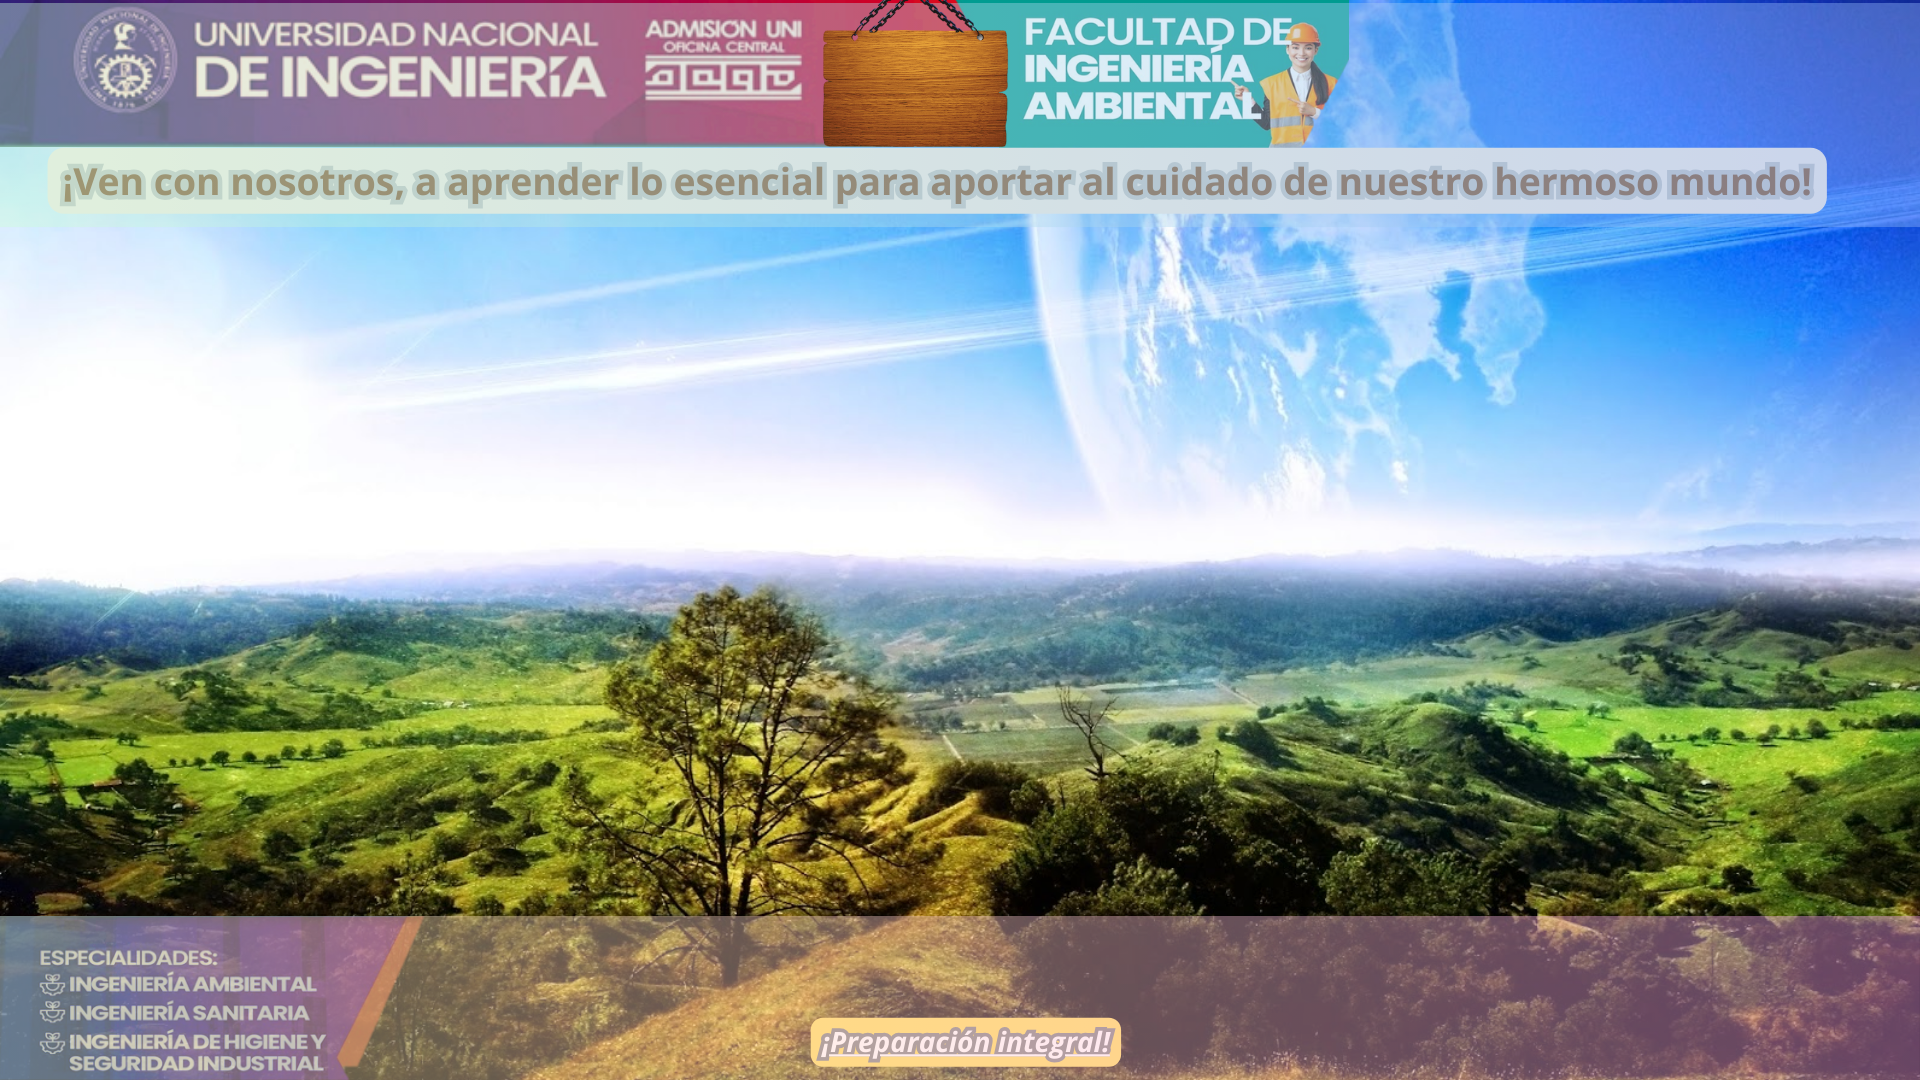 UNIVERSIDAD NACIONAL
DE INGENIERÍA
ADMISIÓN UNI
OFICINA CENTRAL
FACULTAD DE
INGENIERÍA
AMBIENTAL
¡Ven con nosotros, a aprender lo esencial para aportar al cuidado de nuestro hermoso mundo!
ESPECIALIDADES:
INGENIERÍA AMBIENTAL
INGENIERÍA SANITARIA
INGENIERÍA DE HIGIENE Y
SEGURIDAD INDUSTRIAL
¡Preparación integral!